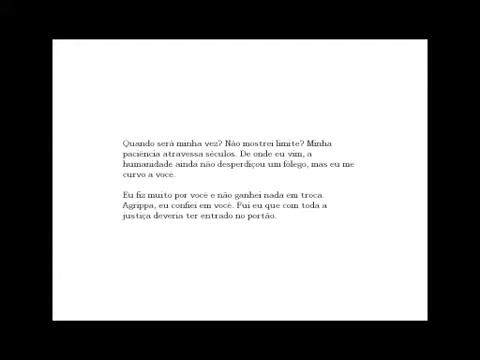 Quando será minha vez? Não mostrei limite? Minha
paciência atravessa séculos. De onde eu vim, a
humanidade ainda não desperdiçou um fôlego, mas eu me
curvo a você.
Eu fiz muito por você e não ganhei nada em troca.
Agrippa, eu confiei em você. Fui eu que com toda a
justiça deveria ter entrado no portão.